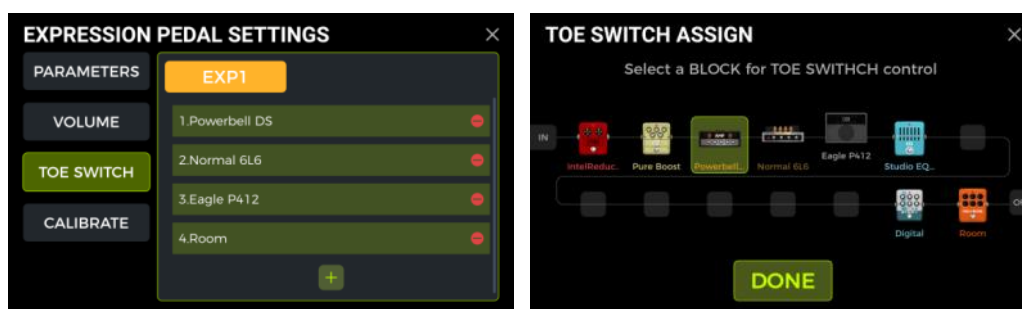 EXPRESSION PEDAL SETTINGS
PARAMETERS
EXP1
VOLUME
TOE SWITCH
CALIBRATE
1.Powerbell DS
2.Normal 6L6
3.Eagle P412
4.Room
TOE SWITCH ASSIGN
Select a BLOCK for TOE SWITHCH control
IN
IntelReduc..
Pure Boost
Powerbell..
Normal 6L6
Eagle P412
Studio EQ..
Digital
Room
DONE